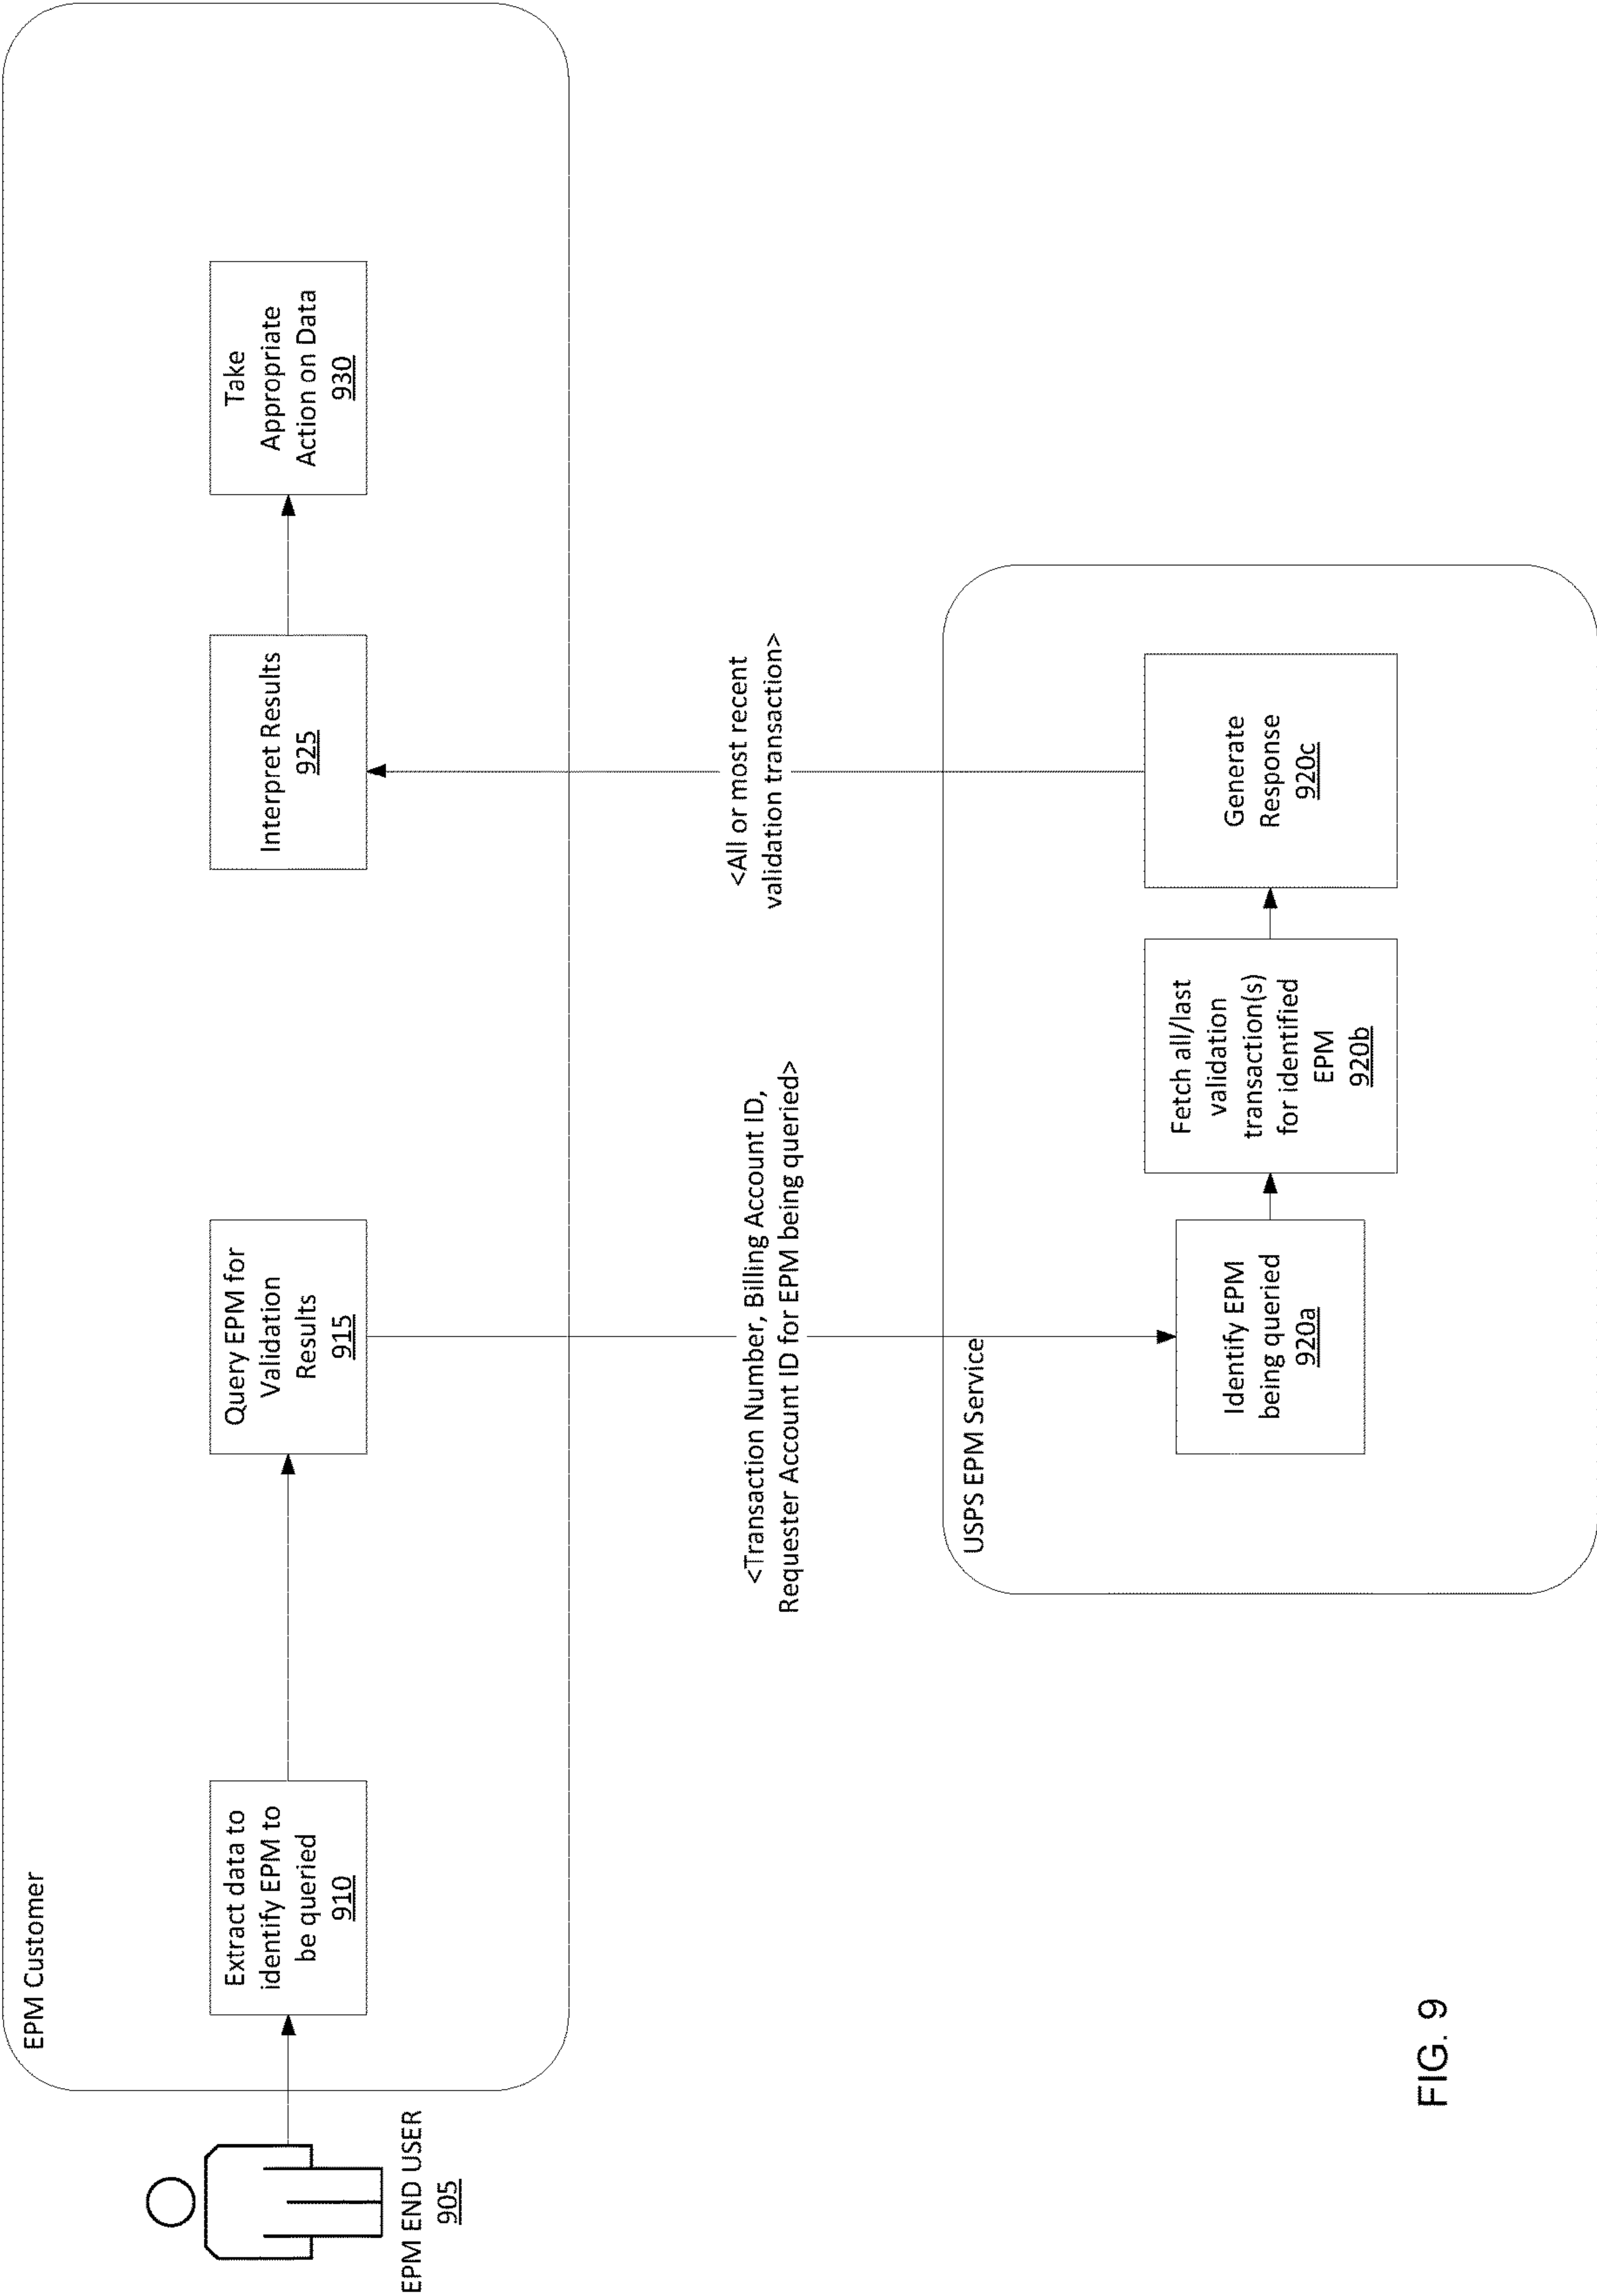 EPM Customer
EPM END USER
905
Extract data to
identify EPM to
be queried
910
Query EPM for
Validation
Results
915
Interpret Results
925
Take
Appropriate
Action on Data
930
<Transaction Number, Billing Account ID,
Requester Account ID for EPM being queried>
<All or most recent
validation transaction>
USPS EPM Service
Identify EPM
being queried
920a
Fetch all/last
validation
transaction(s)
for identified
EPM
920b
Generate
Response
920c
FIG. 9